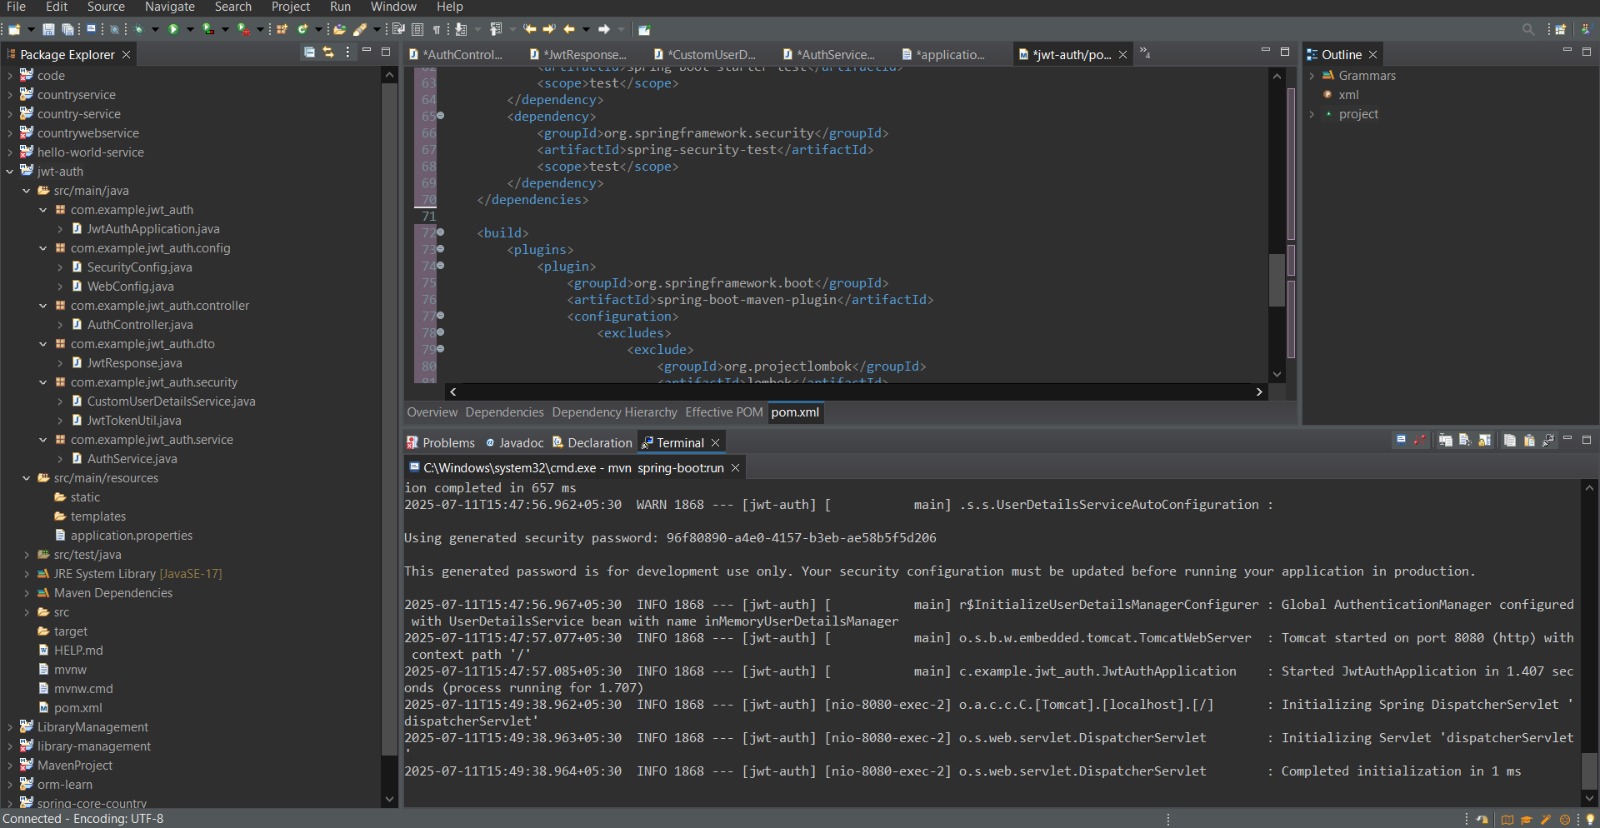 File Edit Source Navigate Search Project Run Window Help
Package Explorer
code
countryservice
country-service
countrywebservice
hello-world-service
jwt-auth
src/main/java
com.example.jwt_auth
JwtAuthApplication.java
com.example.jwt_auth.config
SecurityConfig.java
WebConfig.java
com.example.jwt_auth.controller
AuthController.java
com.example.jwt_auth.dto
JwtResponse.java
com.example.jwt_auth.security
CustomUserDetailsService.java
JwtTokenUtil.java
com.example.jwt_auth.service
AuthService.java
src/main/resources
static
templates
application.properties
src/test/java
JRE System Library [JavaSE-17]
Maven Dependencies
src
target
HELP.md
mvnw
mvnw.cmd
pom.xml
LibraryManagement
library-management
MavenProject
orm-learn
spring-core-country
*AuthControl... *JwtResponse... *CustomUserD... *AuthService... *applicatio... *jwt-auth/po... »4
62 <artifactId>spring-boot-starter-test</artifactId>
63 <scope>test</scope>
64 </dependency>
65 <dependency>
66 <groupId>org.springframework.security</groupId>
67 <artifactId>spring-security-test</artifactId>
68 <scope>test</scope>
69 </dependency>
70 </dependencies>
71
72 <build>
73 <plugins>
74 <plugin>
75 <groupId>org.springframework.boot</groupId>
76 <artifactId>spring-boot-maven-plugin</artifactId>
77 <configuration>
78 <excludes>
79 <exclude>
80 <groupId>org.projectlombok</groupId>
81 <artifactId>lombok</artifactId>
Overview Dependencies Dependency Hierarchy Effective POM pom.xml
Outline
Grammars
xml
project
Problems Javadoc Declaration Terminal
C:\Windows\system32\cmd.exe - mvn spring-boot:run
ion completed in 657 ms
2025-07-11T15:47:56.962+05:30 WARN 1868 --- [jwt-auth] [ main] .s.s.UserDetailsServiceAutoConfiguration :
Using generated security password: 96f80890-a4e0-4157-b3eb-ae58b5f5d206
This generated password is for development use only. Your security configuration must be updated before running your application in production.
2025-07-11T15:47:56.967+05:30 INFO 1868 --- [jwt-auth] [ main] r$InitializeUserDetailsManagerConfigurer : Global AuthenticationManager configured
with UserDetailsService bean with name inMemoryUserDetailsManager
2025-07-11T15:47:57.077+05:30 INFO 1868 --- [jwt-auth] [ main] o.s.b.w.embedded.tomcat.TomcatWebServer : Tomcat started on port 8080 (http) with
context path '/'
2025-07-11T15:47:57.085+05:30 INFO 1868 --- [jwt-auth] [ main] c.example.jwt_auth.JwtAuthApplication : Started JwtAuthApplication in 1.407 sec
onds (process running for 1.707)
2025-07-11T15:49:38.962+05:30 INFO 1868 --- [jwt-auth] [nio-8080-exec-2] o.a.c.c.C.[Tomcat].[localhost].[/] : Initializing Spring DispatcherServlet '
dispatcherServlet'
2025-07-11T15:49:38.963+05:30 INFO 1868 --- [jwt-auth] [nio-8080-exec-2] o.s.web.servlet.DispatcherServlet : Initializing Servlet 'dispatcherServlet
'
2025-07-11T15:49:38.964+05:30 INFO 1868 --- [jwt-auth] [nio-8080-exec-2] o.s.web.servlet.DispatcherServlet : Completed initialization in 1 ms
Connected - Encoding: UTF-8